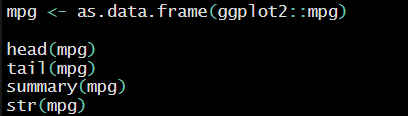 mpg <- as.data.frame(ggplot2::mpg)
head(mpg)
tail(mpg)
summary(mpg)
str(mpg)